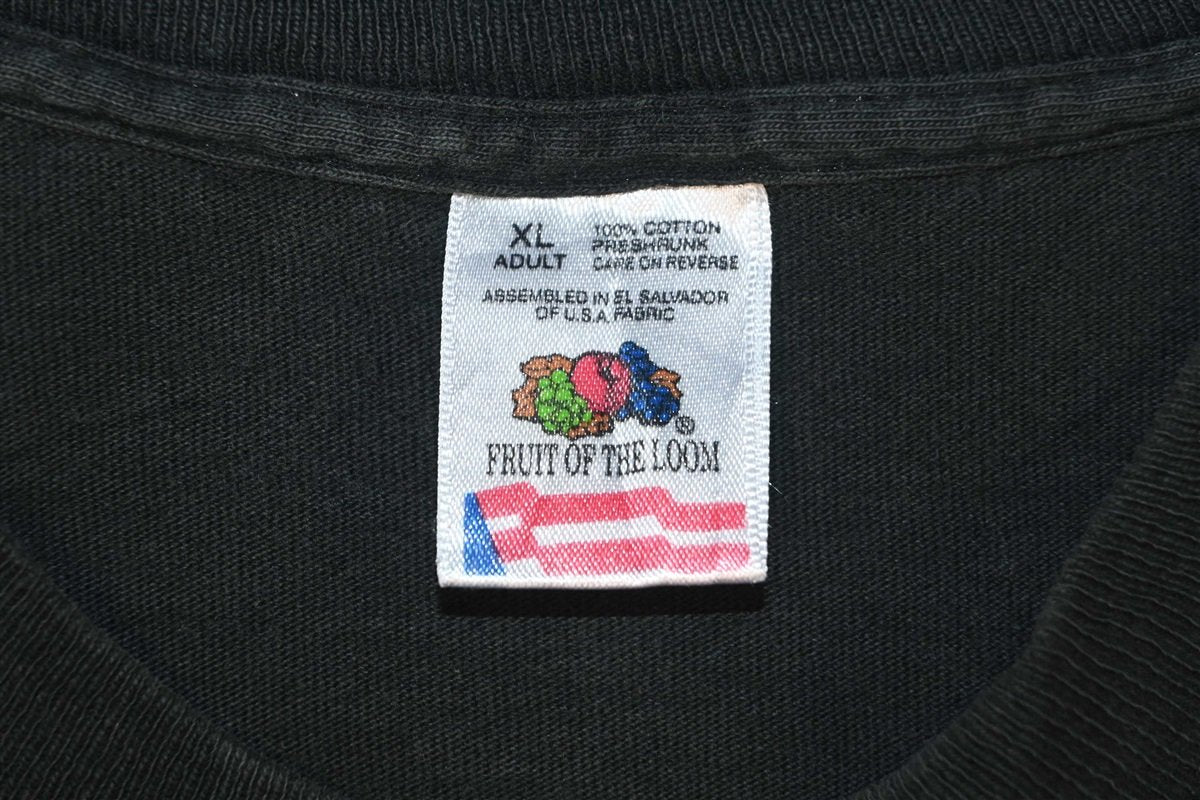 XL
ADULT
100% COTTON
PRESHRUNK
CARE ON REVERSE
ASSEMBLED IN EL SALVADOR
OF U.S.A. FABRIC
®
FRUIT OF THE LOOM